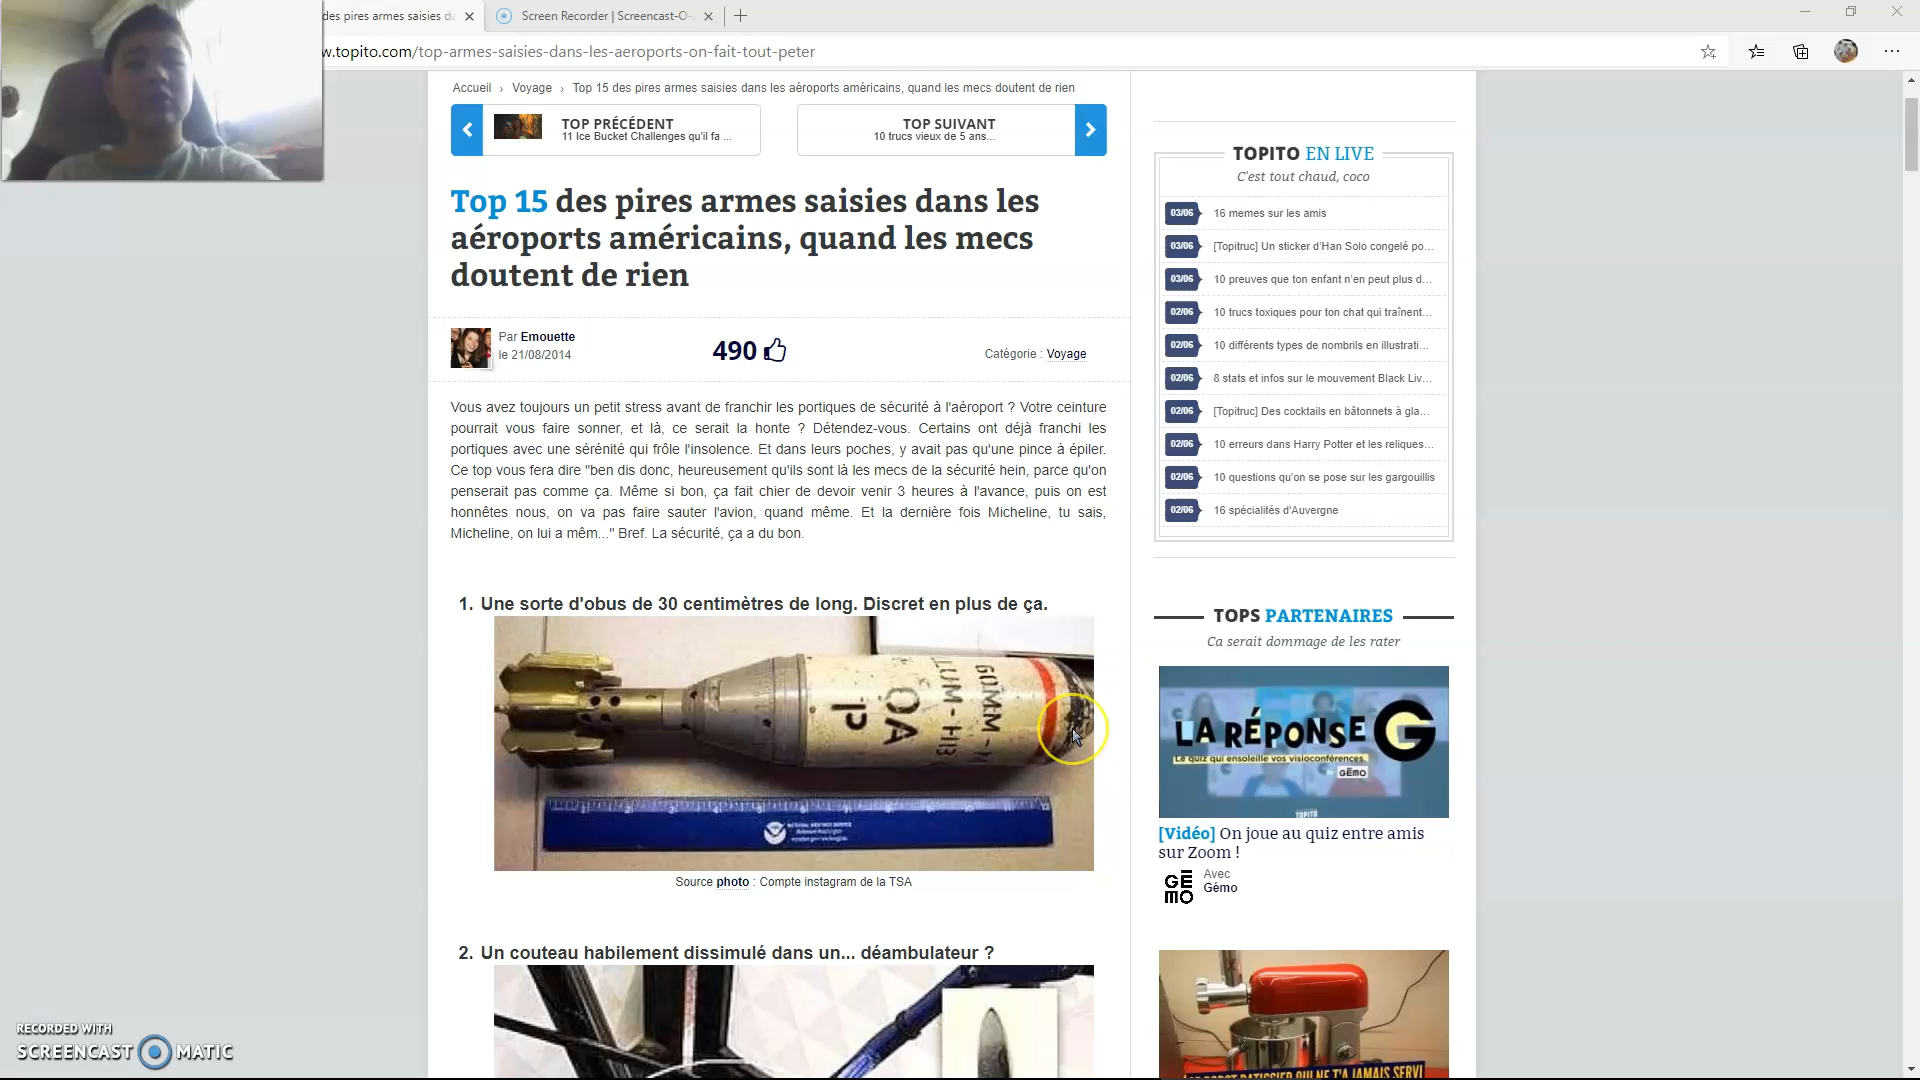 des pires armes saisies da
Screen Recorder | Screencast-O-
w.topito.com/top-armes-saisies-dans-les-aeroports-on-fait-tout-peter
Accueil › Voyage › Top 15 des pires armes saisies dans les aéroports américains, quand les mecs doutent de rien
TOP PRÉCÉDENT
11 Ice Bucket Challenges qu'il fa ...
TOP SUIVANT
10 trucs vieux de 5 ans...
Top 15 des pires armes saisies dans les
aéroports américains, quand les mecs
doutent de rien
Par Emouette
le 21/08/2014
490
Catégorie : Voyage
Vous avez toujours un petit stress avant de franchir les portiques de sécurité à l'aéroport ? Votre ceinture
pourrait vous faire sonner, et là, ce serait la honte ? Détendez-vous. Certains ont déjà franchi les
portiques avec une sérénité qui frôle l'insolence. Et dans leurs poches, y avait pas qu'une pince à épiler.
Ce top vous fera dire "ben dis donc, heureusement qu'ils sont là les mecs de la sécurité hein, parce qu'on
penserait pas comme ça. Même si bon, ça fait chier de devoir venir 3 heures à l'avance, puis on est
honnêtes nous, on va pas faire sauter l'avion, quand même. Et la dernière fois Micheline, tu sais,
Micheline, on lui a mêm..." Bref. La sécurité, ça a du bon.
1. Une sorte d'obus de 30 centimètres de long. Discret en plus de ça.
Source photo : Compte instagram de la TSA
2. Un couteau habilement dissimulé dans un... déambulateur ?
TOPITO EN LIVE
C'est tout chaud, coco
03/06 16 memes sur les amis
03/06 [Topitruc] Un sticker d'Han Solo congelé po...
03/06 10 preuves que ton enfant n'en peut plus d...
02/06 10 trucs toxiques pour ton chat qui traînent...
02/06 10 différents types de nombrils en illustrati...
02/06 8 stats et infos sur le mouvement Black Liv...
02/06 [Topitruc] Des cocktails en bâtonnets à gla...
02/06 10 erreurs dans Harry Potter et les reliques...
02/06 10 questions qu'on se pose sur les gargouillis
02/06 16 spécialités d'Auvergne
TOPS PARTENAIRES
Ca serait dommage de les rater
LA RÉPONSE G
Le quiz qui ensoleille vos visioconférences.
GÉMO
TOPITO
[Vidéo] On joue au quiz entre amis
sur Zoom !
GÉMO
Avec
Gémo
ROBOT PATISSIER QUI NE T'A JAMAIS SERVI
RECORDED WITH
SCREENCAST MATIC